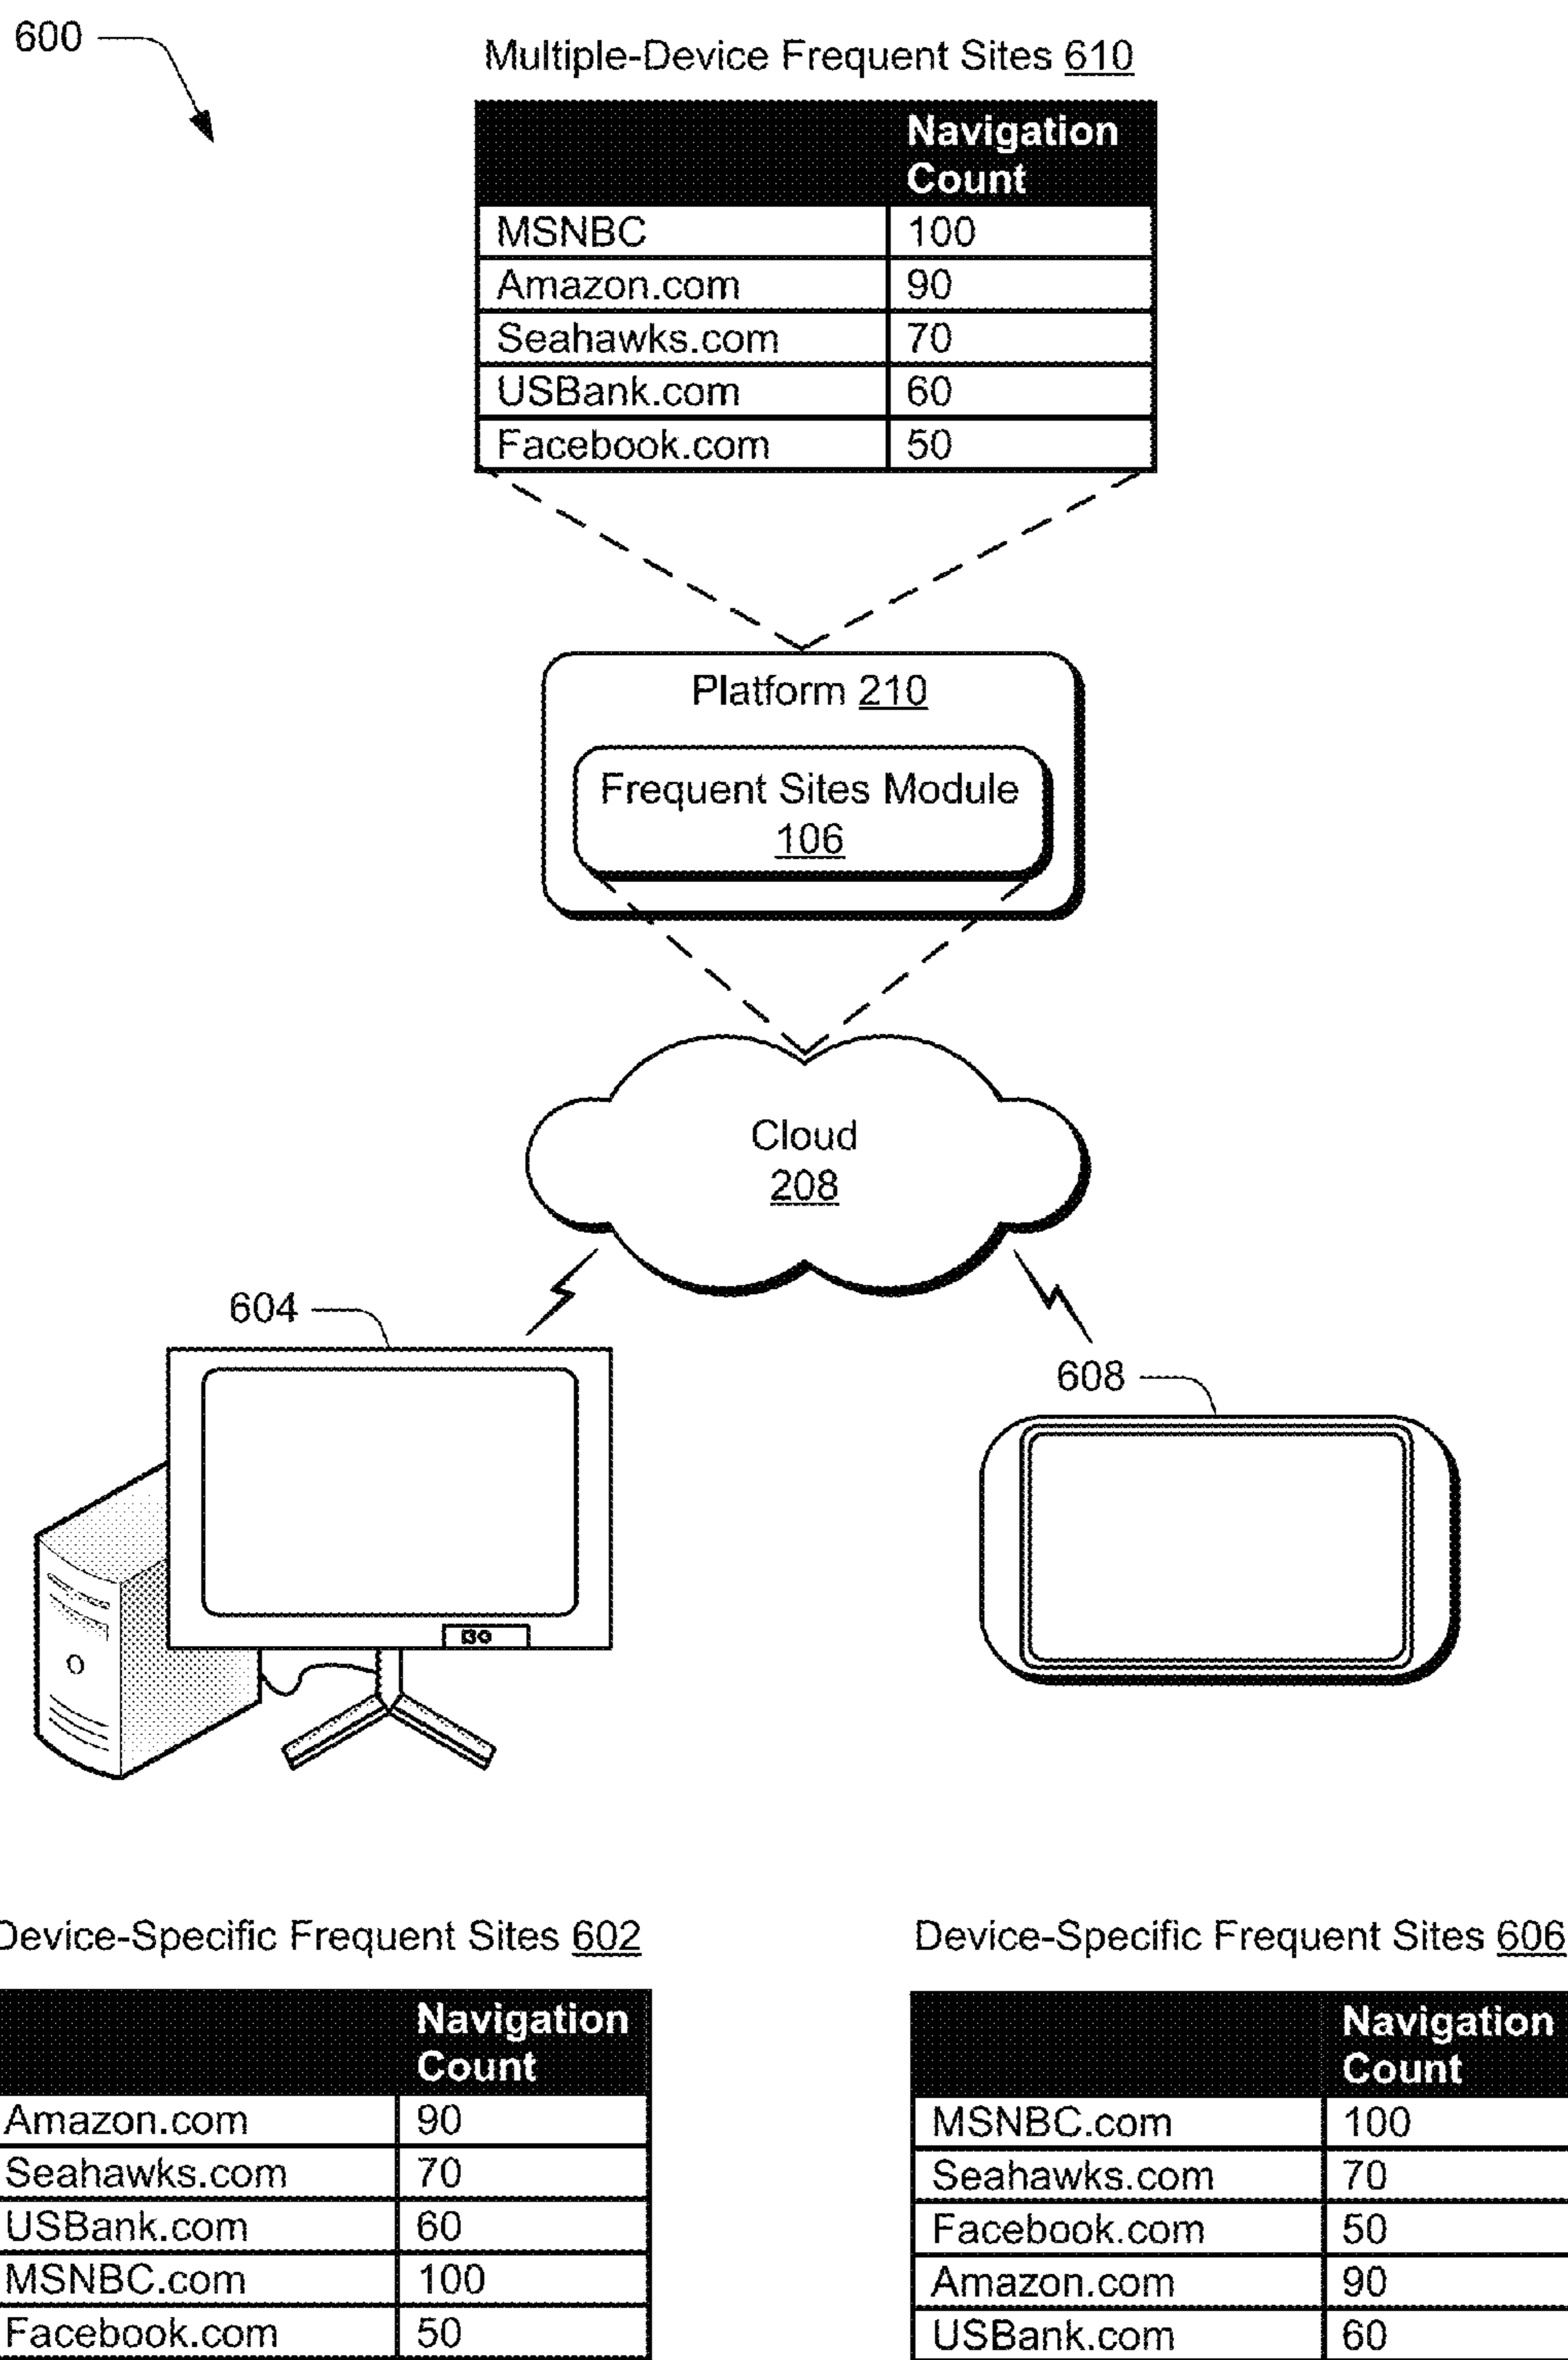 600
Multiple-Device Frequent Sites 610
Navigation
Count
MSNBC 100
Amazon.com 90
Seahawks.com 70
USBank.com 60
Facebook.com 50
Platform 210
Frequent Sites Module
106
Cloud
208
604
608
Device-Specific Frequent Sites 602
Navigation
Count
Amazon.com 90
Seahawks.com 70
USBank.com 60
MSNBC.com 100
Facebook.com 50
Device-Specific Frequent Sites 606
Navigation
Count
MSNBC.com 100
Seahawks.com 70
Facebook.com 50
Amazon.com 90
USBank.com 60